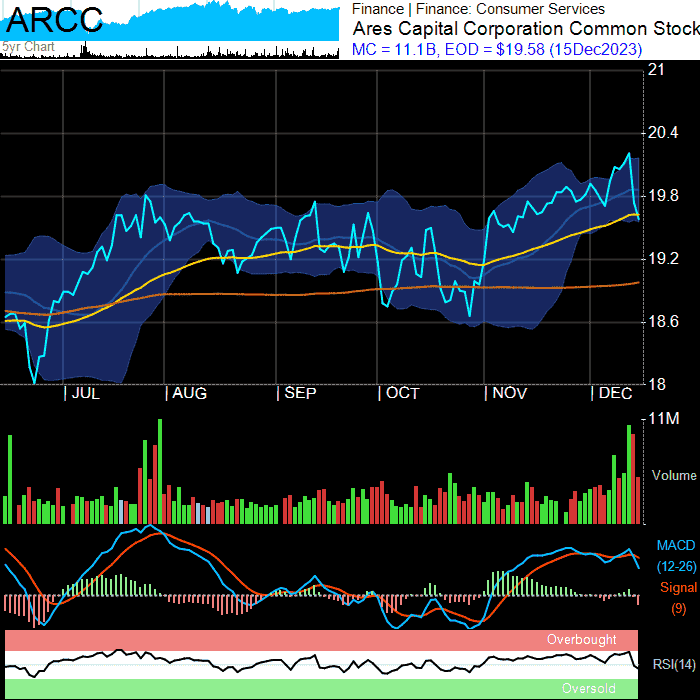 ARCC
5yr Chart
Finance | Finance: Consumer Services
Ares Capital Corporation Common Stock
MC = 11.1B, EOD = $19.58 (15Dec2023)
21
20.4
19.8
19.2
18.6
18
JUL AUG SEP OCT NOV DEC
11M
Volume
MACD
(12-26)
Signal
(9)
Overbought
RSI(14)
Oversold